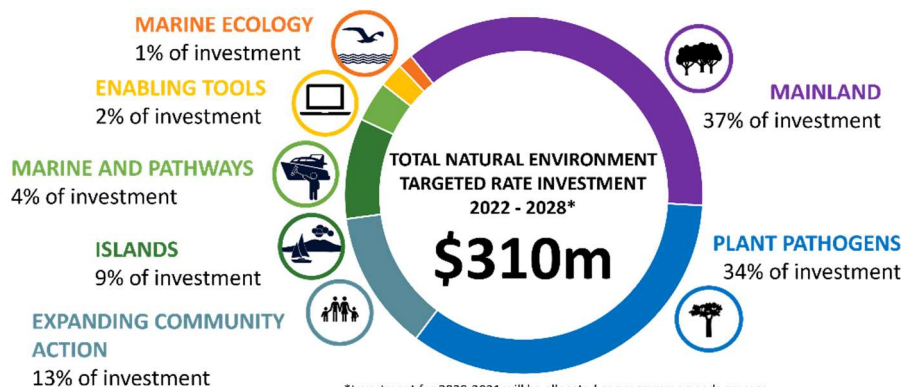 MARINE ECOLOGY
1% of investment
ENABLING TOOLS
2% of investment
MARINE AND PATHWAYS
4% of investment
ISLANDS
9% of investment
EXPANDING COMMUNITY
ACTION
13% of investment
TOTAL NATURAL ENVIRONMENT
TARGETED RATE INVESTMENT
2022 - 2028*
$310m
MAINLAND
37% of investment
PLANT PATHOGENS
34% of investment